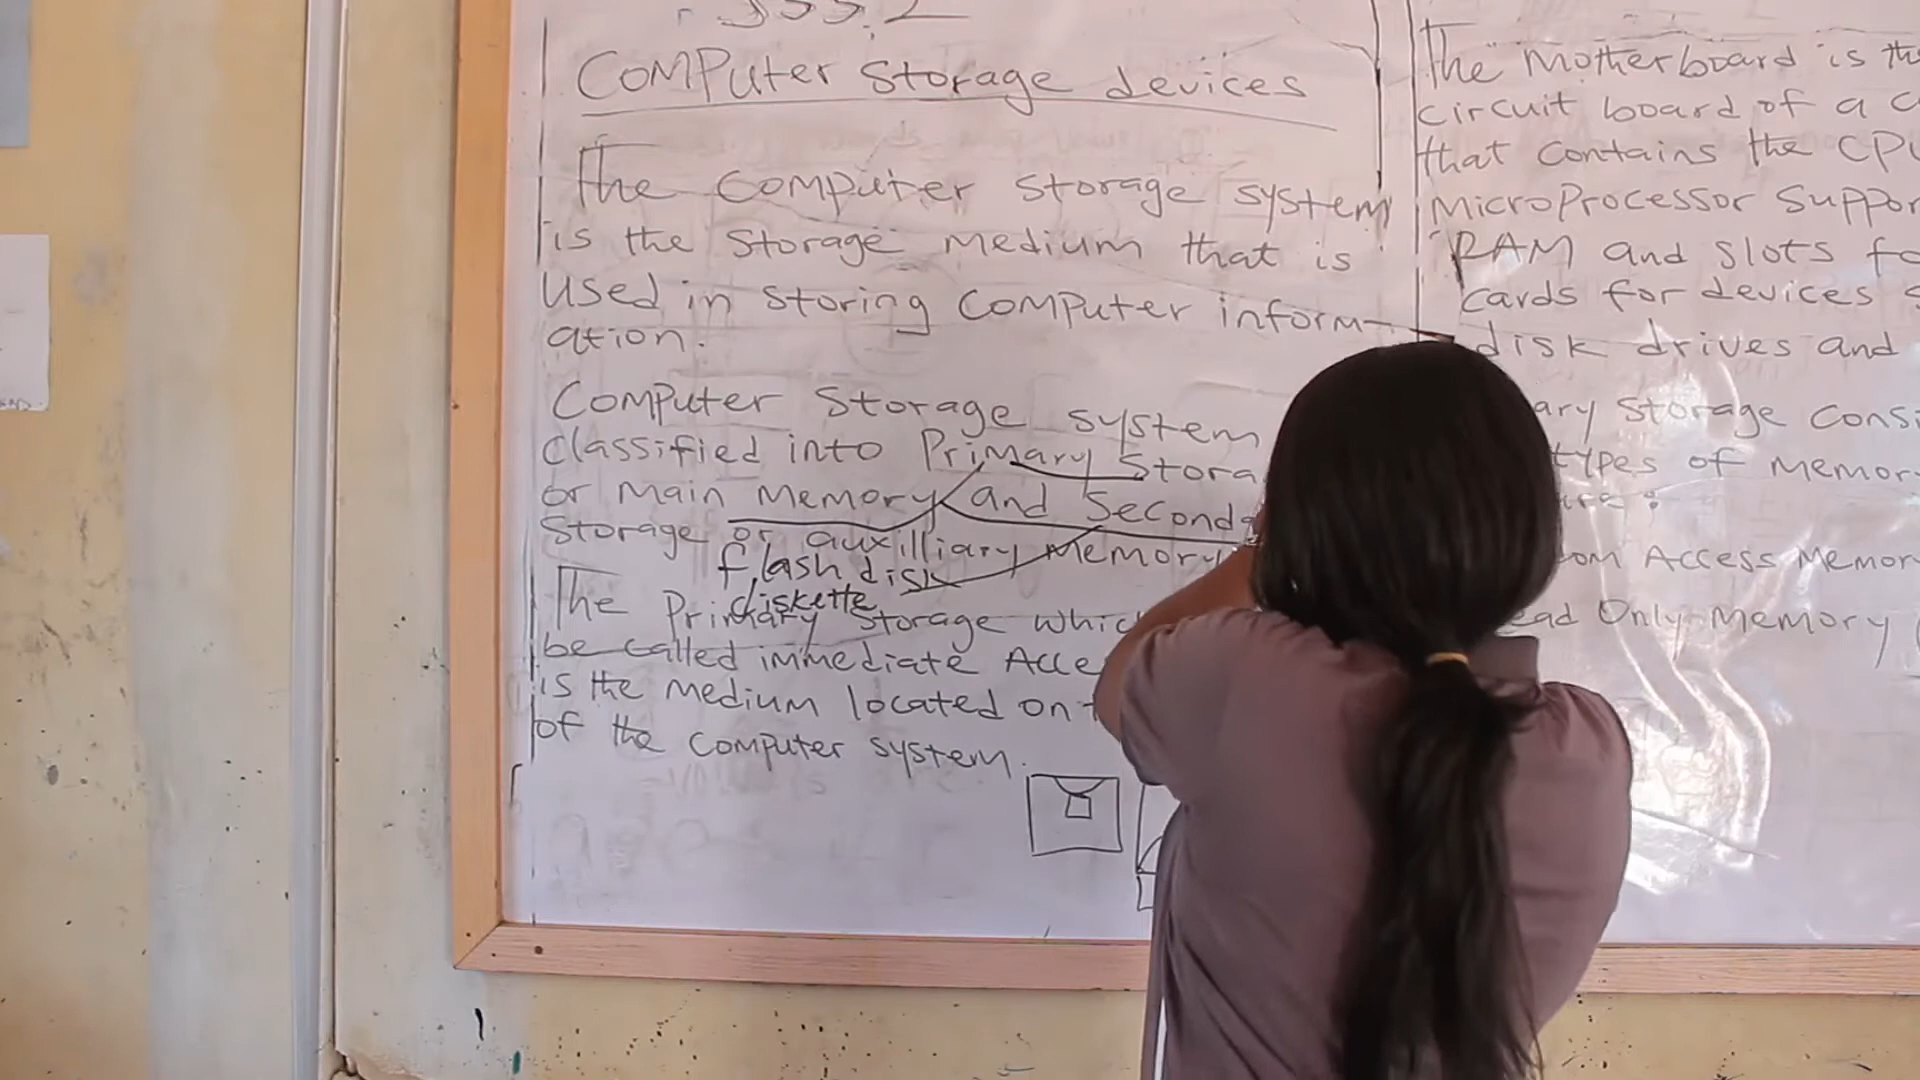 JSS.2
Computer Storage devices
The computer storage system
is the storage medium that is
used in storing computer inform-
ation.
Computer Storage system
classified into Primary Stora
or main memory and Second
Storage or auxilliary memory
flash disk
diskette
The Primary Storage which
be called immediate Acce
is the medium located on
of the computer system.
The Motherboard is th
circuit board of a c
that contains the CPU
Microprocessor Suppor
RAM and slots fo
cards for devices
disk drives and
ary storage cons
types of memor
are:
om Access Memory
ead Only Memory (